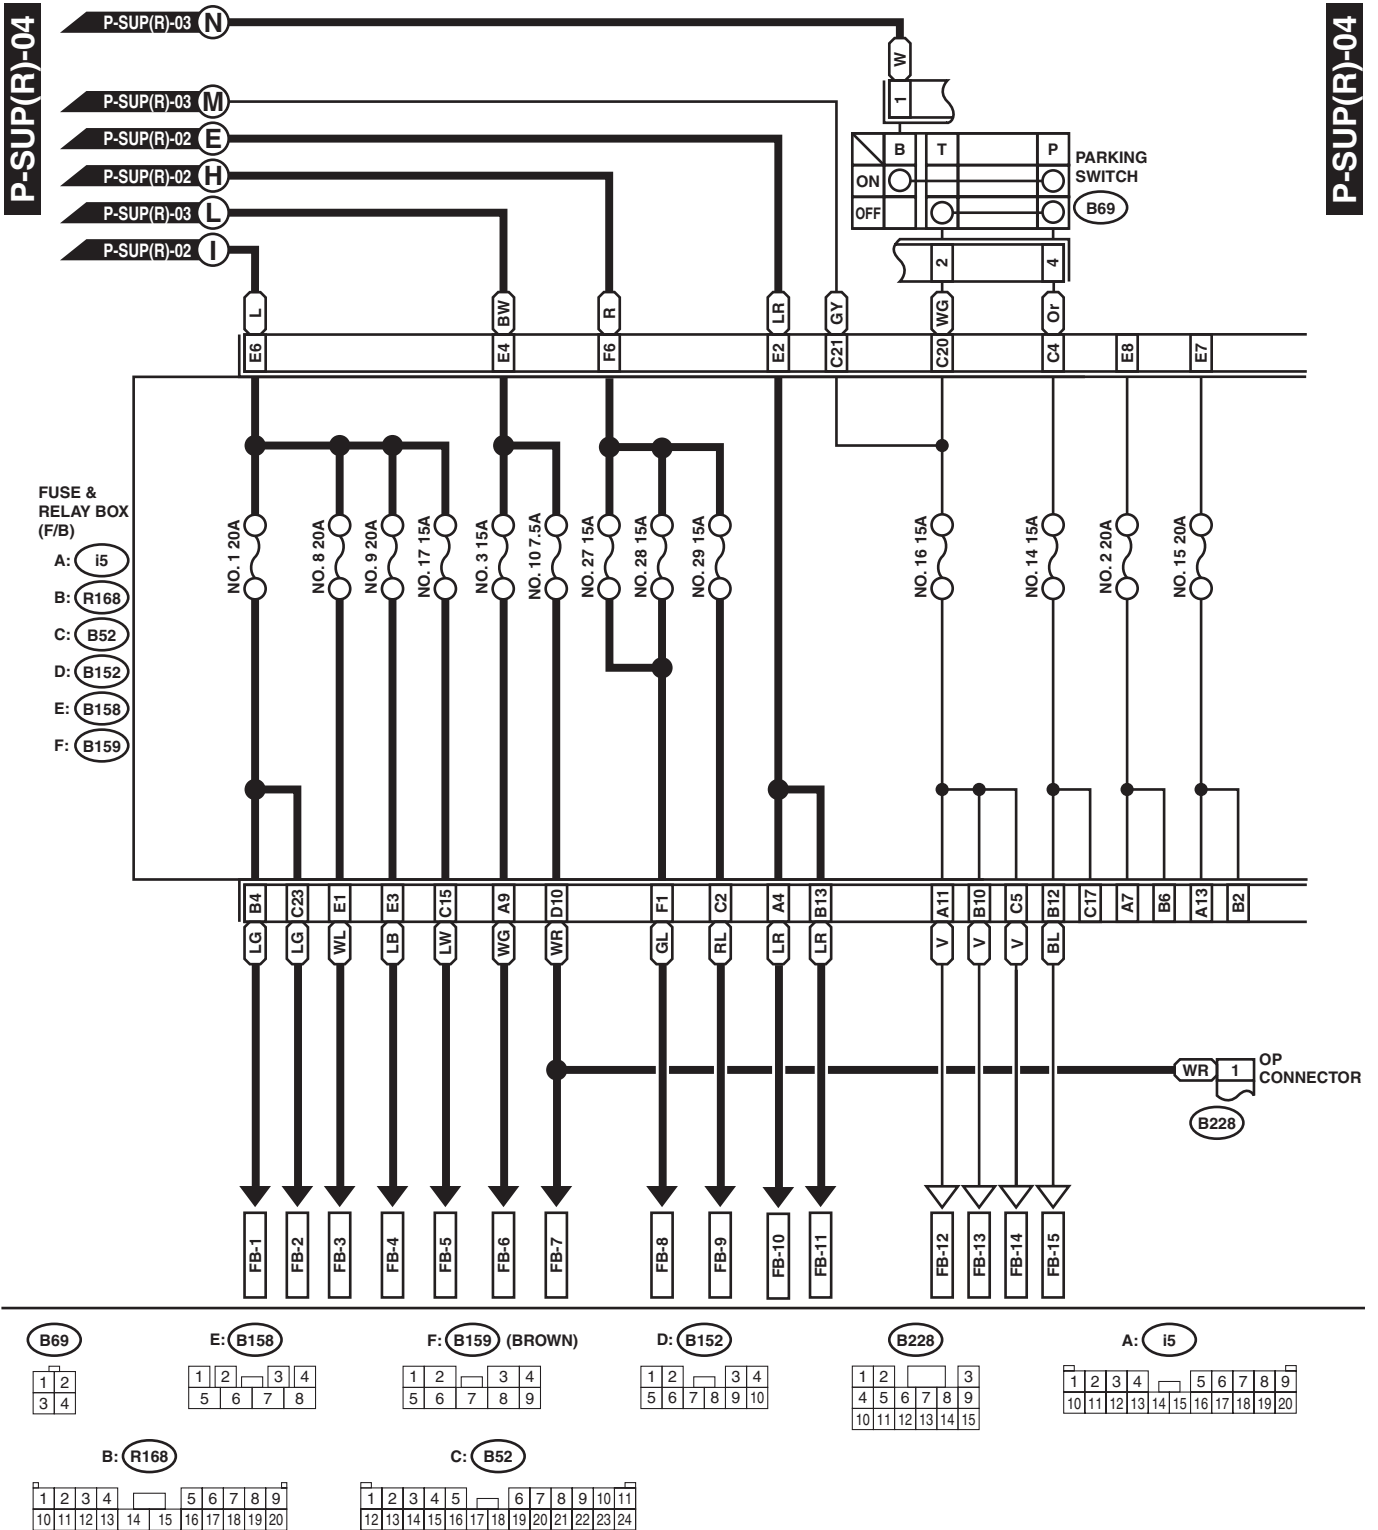 P-SUP(R)-04
P-SUP(R)-04
P-SUP(R)-03 N
P-SUP(R)-03 M
P-SUP(R)-02 E
P-SUP(R)-02 H
P-SUP(R)-03 L
P-SUP(R)-02 I
W
1
B T P
ON
OFF
PARKING
SWITCH
B69
2 4
L BW R LR GY WG Or
E6 E4 F6 E2 C21 C20 C4 E8 E7
FUSE &
RELAY BOX
(F/B)
A: i5
B: R168
C: B52
D: B152
E: B158
F: B159
NO. 1 20A
NO. 8 20A
NO. 9 20A
NO. 17 15A
NO. 3 15A
NO. 10 7.5A
NO. 27 15A
NO. 28 15A
NO. 29 15A
NO. 16 15A
NO. 14 15A
NO. 2 20A
NO. 15 20A
B4 C23 E1 E3 C15 A9 D10 F1 C2 A4 B13 A11 B10 C5 B12 C17 A7 B6 A13 B2
LG LG WL LB LW WG WR GL RL LR LR V V V BL
WR 1
OP
CONNECTOR
B228
FB-1 FB-2 FB-3 FB-4 FB-5 FB-6 FB-7 FB-8 FB-9 FB-10 FB-11 FB-12 FB-13 FB-14 FB-15
B69
1 2
3 4
E: B158
1 2 3 4
5 6 7 8
F: B159 (BROWN)
1 2 3 4
5 6 7 8 9
D: B152
1 2 3 4
5 6 7 8 9 10
B228
1 2 3
4 5 6 7 8 9
10 11 12 13 14 15
A: i5
1 2 3 4 5 6 7 8 9
10 11 12 13 14 15 16 17 18 19 20
B: R168
1 2 3 4 5 6 7 8 9
10 11 12 13 14 15 16 17 18 19 20
C: B52
1 2 3 4 5 6 7 8 9 10 11
12 13 14 15 16 17 18 19 20 21 22 23 24